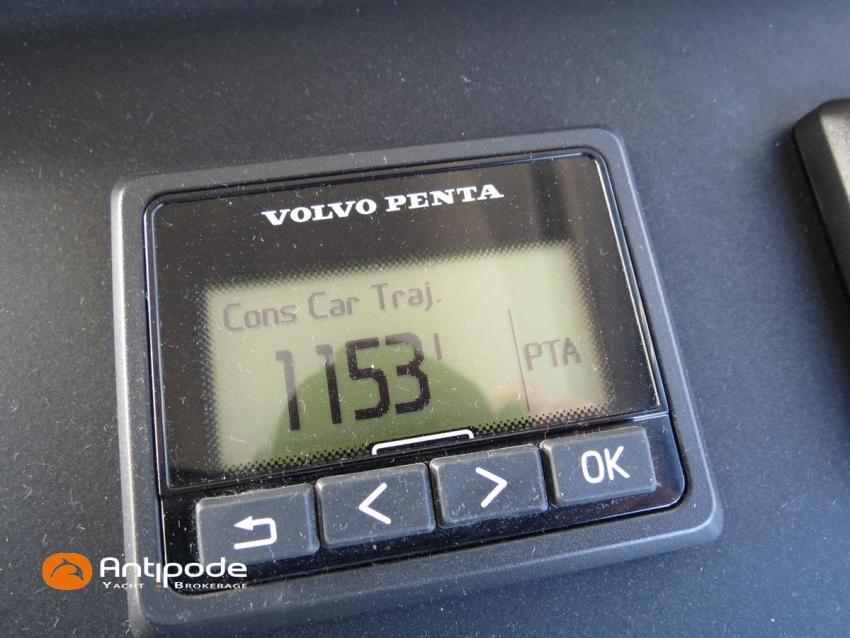 VOLVO PENTA
Cons Car Traj.
1153 l
PTA
OK
Antipode
YACHT BROKERAGE